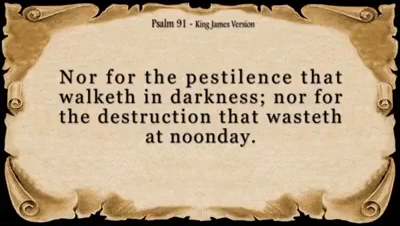 Psalm 91 - King James Version
Nor for the pestilence that
walketh in darkness; nor for
the destruction that wasteth
at noonday.